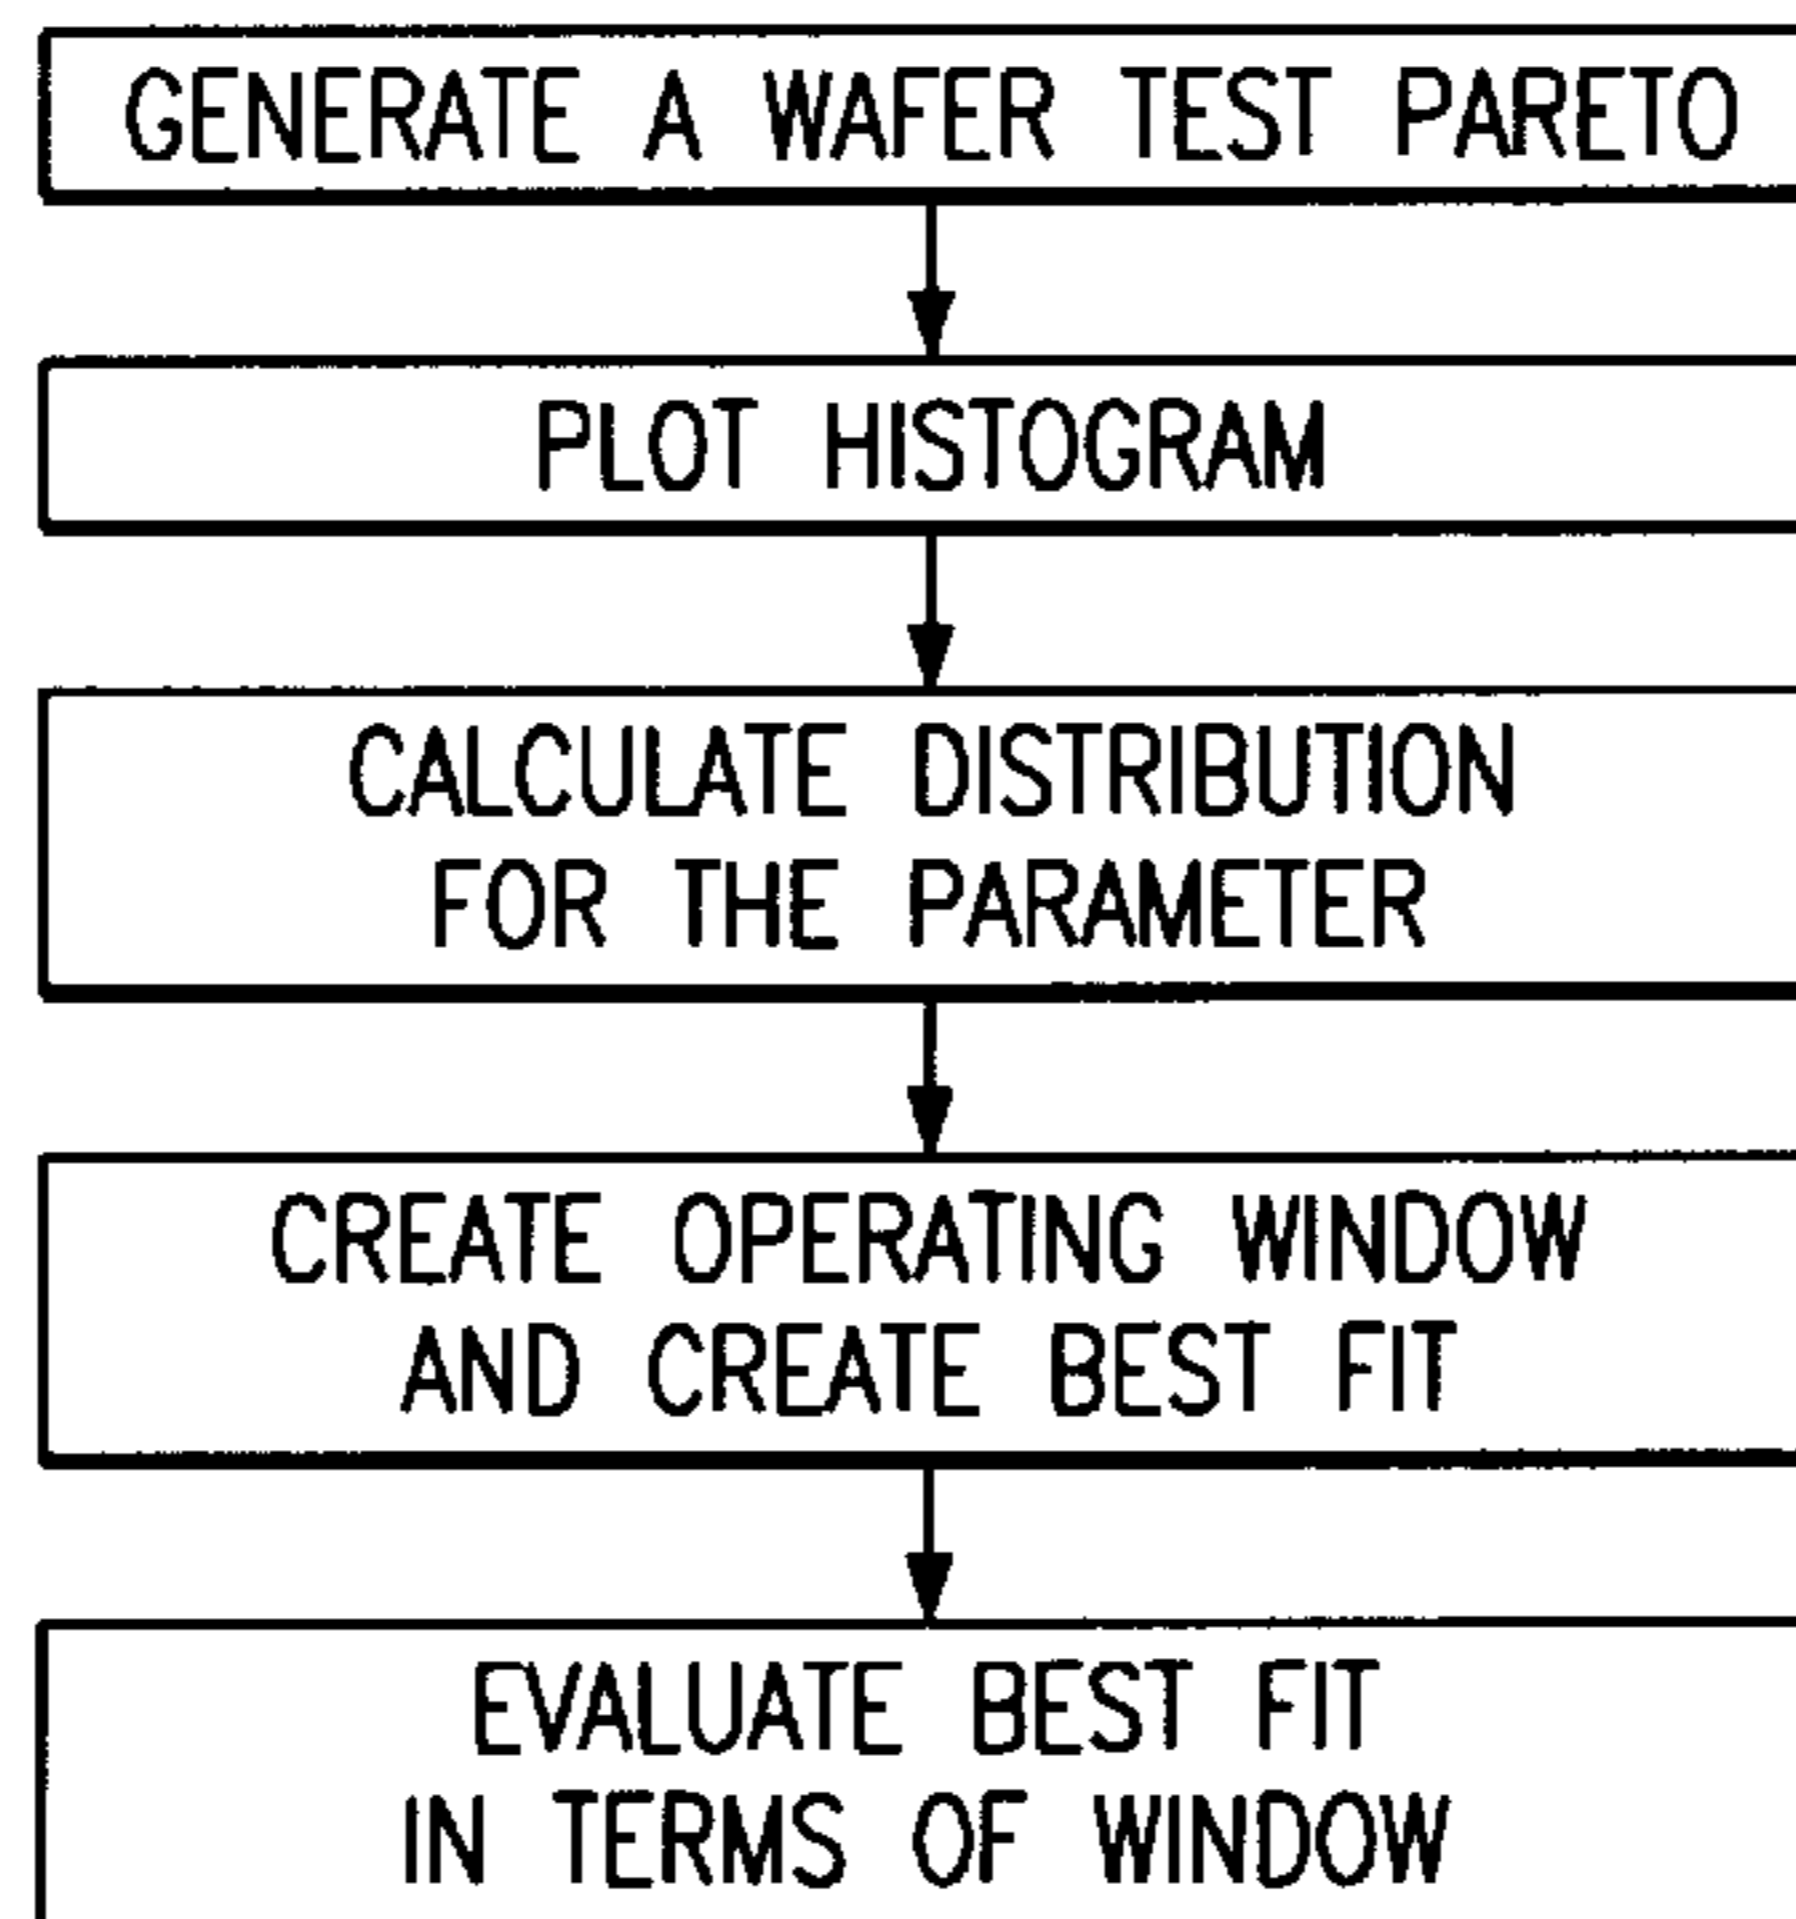 GENERATE A WAFER TEST PARETO
PLOT HISTOGRAM
CALCULATE DISTRIBUTION
FOR THE PARAMETER
CREATE OPERATING WINDOW
AND CREATE BEST FIT
EVALUATE BEST FIT
IN TERMS OF WINDOW